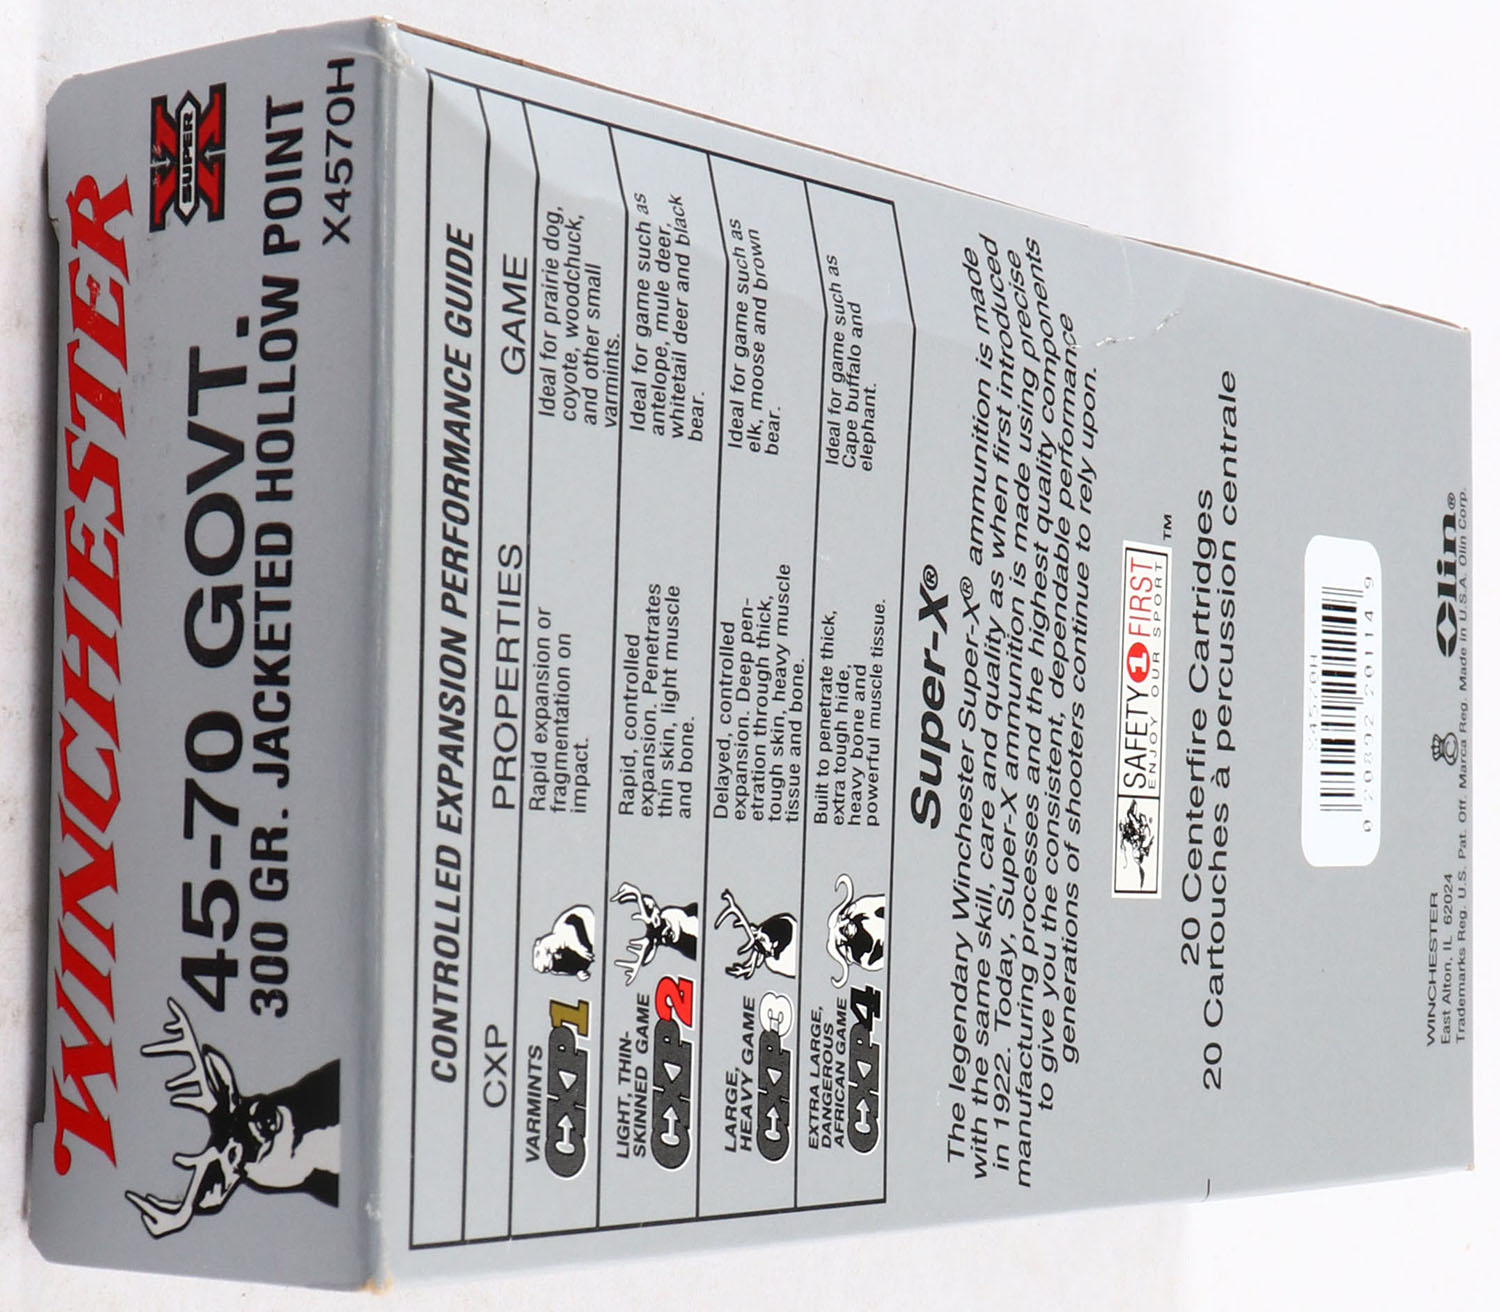 WINCHESTER
SUPER X
45-70 GOVT.
300 GR. JACKETED HOLLOW POINT
X4570H
CONTROLLED EXPANSION PERFORMANCE GUIDE
CXP PROPERTIES GAME
VARMINTS
CXP1
Rapid expansion or
fragmentation on
impact.
Ideal for prairie dog,
coyote, woodchuck,
and other small
varmints.
LIGHT, THIN-
SKINNED GAME
CXP2
Rapid, controlled
expansion. Penetrates
thin skin, light muscle
and bone.
Ideal for game such as
antelope, mule deer,
whitetail deer and black
bear.
LARGE,
HEAVY GAME
CXP3
Delayed, controlled
expansion. Deep pen-
etration through thick,
tough skin, heavy muscle
tissue and bone.
Ideal for game such as
elk, moose and brown
bear.
EXTRA LARGE,
DANGEROUS
AFRICAN GAME
CXP4
Built to penetrate thick,
extra tough hide,
heavy bone and
powerful muscle tissue.
Ideal for game such as
Cape buffalo and
elephant.
Super-X®
The legendary Winchester Super-X® ammunition is made
with the same skill, care and quality as when first introduced
in 1922. Today, Super-X ammunition is made using precise
manufacturing processes and the highest quality components
to give you the consistent, dependable performance
generations of shooters continue to rely upon.
SAFETY 1 FIRST
ENJOY OUR SPORT
TM
20 Centerfire Cartridges
20 Cartouches à percussion centrale
X4570H
0 20892 20114 9
WINCHESTER
East Alton, IL 62024
Trademarks Reg. U.S. Pat. Off. Marca Reg. Made in U.S.A. Olin Corp.
Olin®